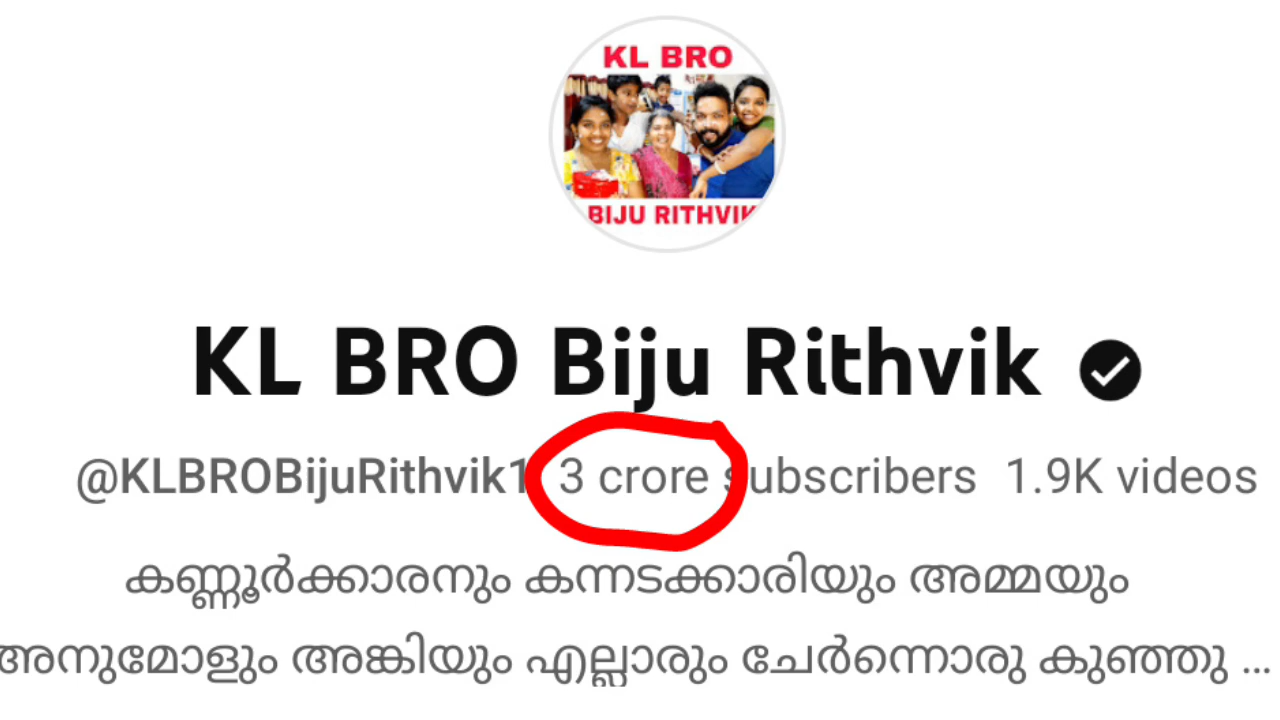 KL BRO
BIJU RITHVIK
KL BRO Biju Rithvik
@KLBROBijuRithvik1 3 crore subscribers 1.9K videos
കണ്ണൂർക്കാരനും കന്നടക്കാരിയും അമ്മയും
അനുമോളും അങ്കിയും എല്ലാരും ചേർന്നൊരു കുഞ്ഞു ...